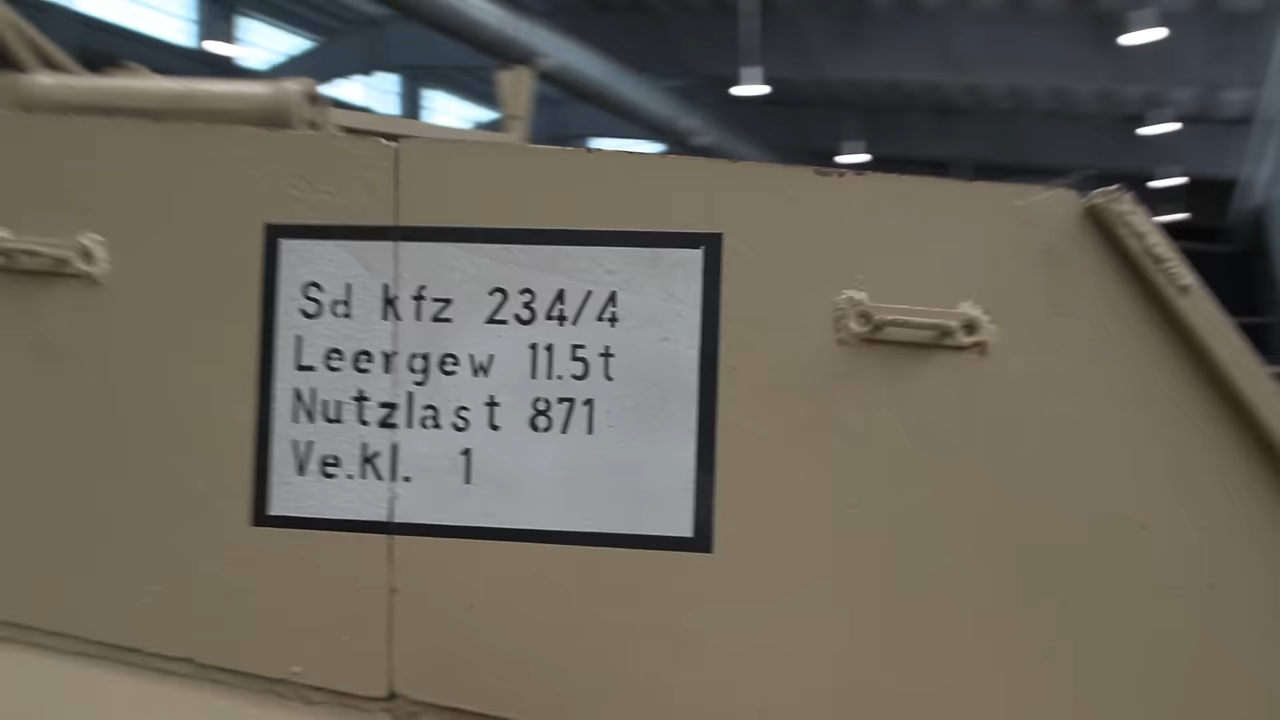 Sd kfz 234/4
Leergew 11.5t
Nutzlast 871
Ve.kl. 1